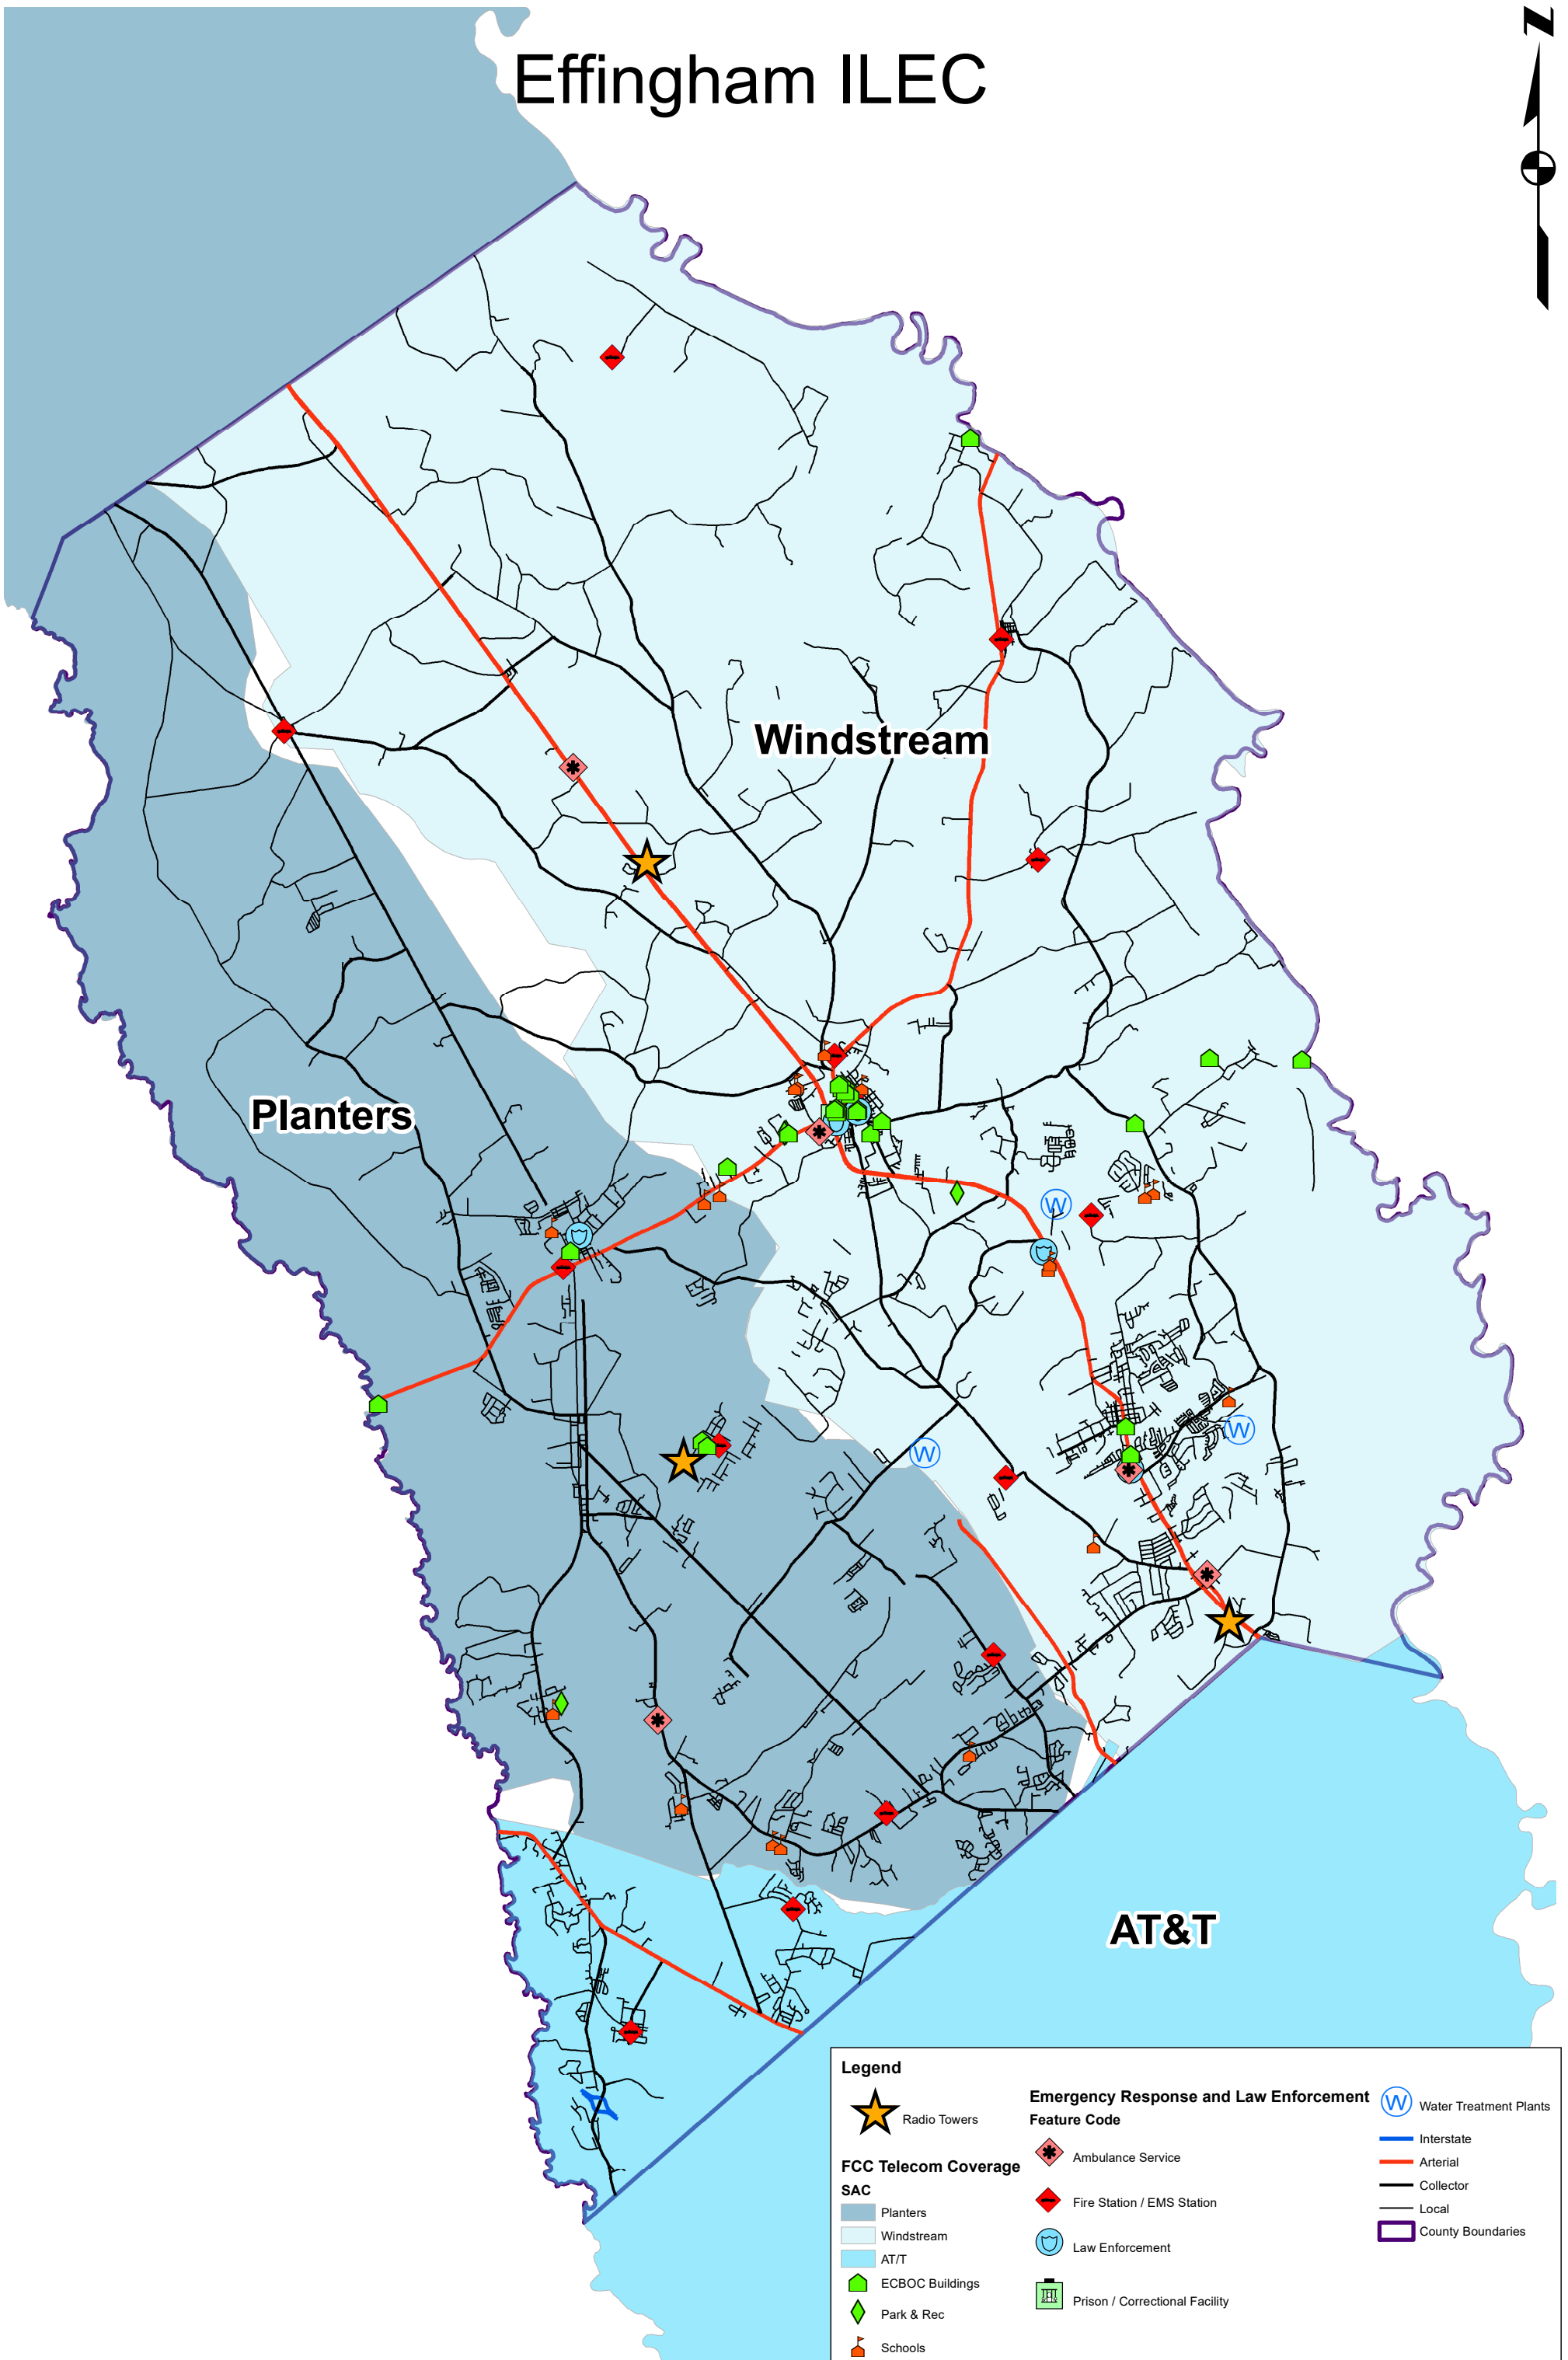 N
Effingham ILEC
Windstream
Planters
AT&T
Legend
Radio Towers
FCC Telecom Coverage
SAC
Planters
Windstream
AT/T
ECBOC Buildings
Park & Rec
Schools
Emergency Response and Law Enforcement
Feature Code
Ambulance Service
Fire Station / EMS Station
Law Enforcement
Prison / Correctional Facility
W Water Treatment Plants
Interstate
Arterial
Collector
Local
County Boundaries
W
W
W